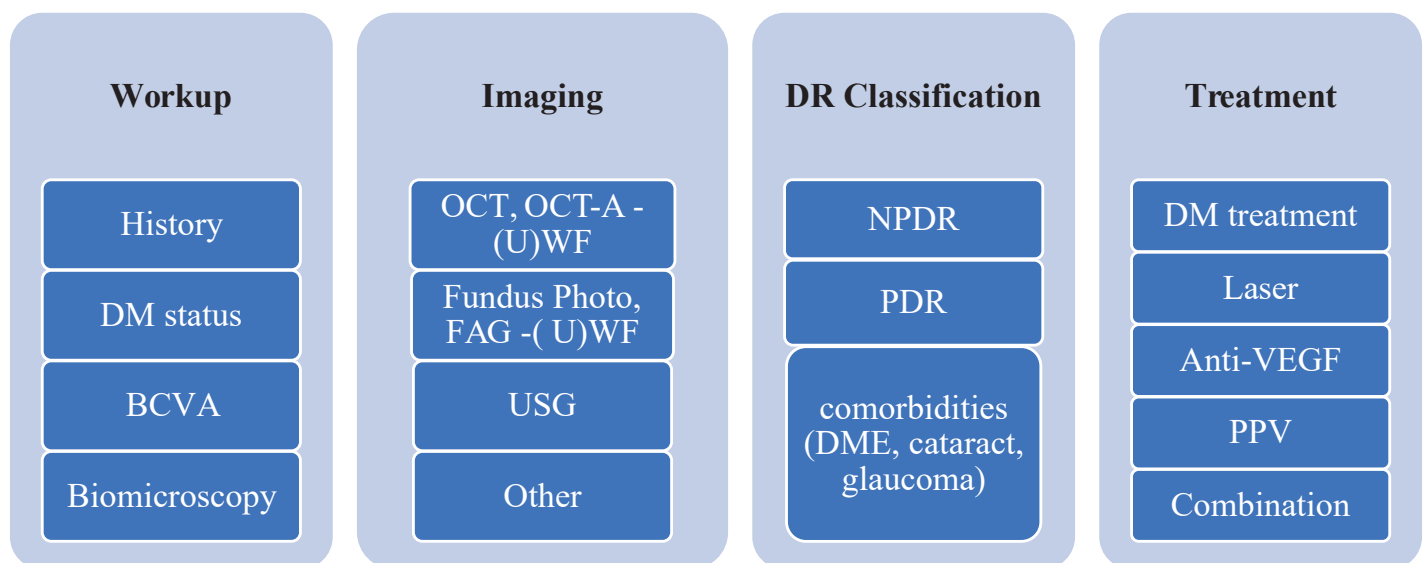 Workup
History
DM status
BCVA
Biomicroscopy
Imaging
OCT, OCT-A -
(U)WF
Fundus Photo,
FAG -( U)WF
USG
Other
DR Classification
NPDR
PDR
comorbidities
(DME, cataract,
glaucoma)
Treatment
DM treatment
Laser
Anti-VEGF
PPV
Combination